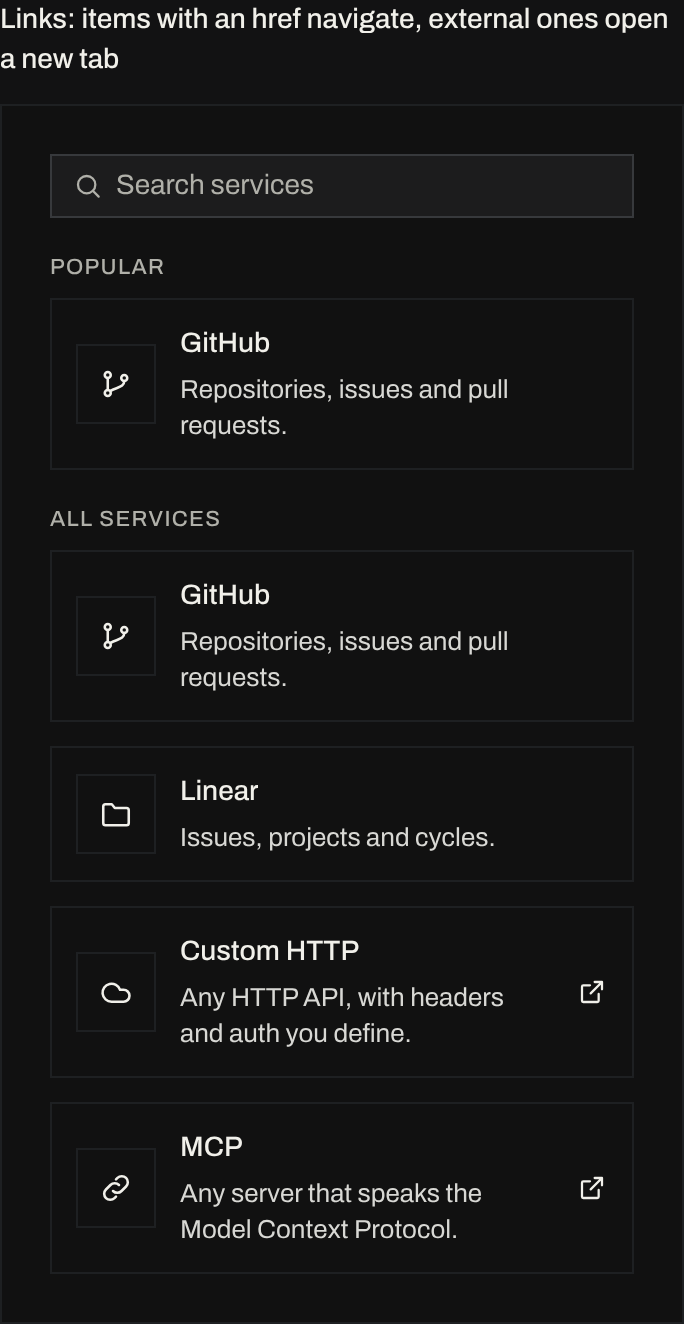 Links: items with an href navigate, external ones open
a new tab
Search services
POPULAR
GitHub
Repositories, issues and pull
requests.
ALL SERVICES
GitHub
Repositories, issues and pull
requests.
Linear
Issues, projects and cycles.
Custom HTTP
Any HTTP API, with headers
and auth you define.
MCP
Any server that speaks the
Model Context Protocol.